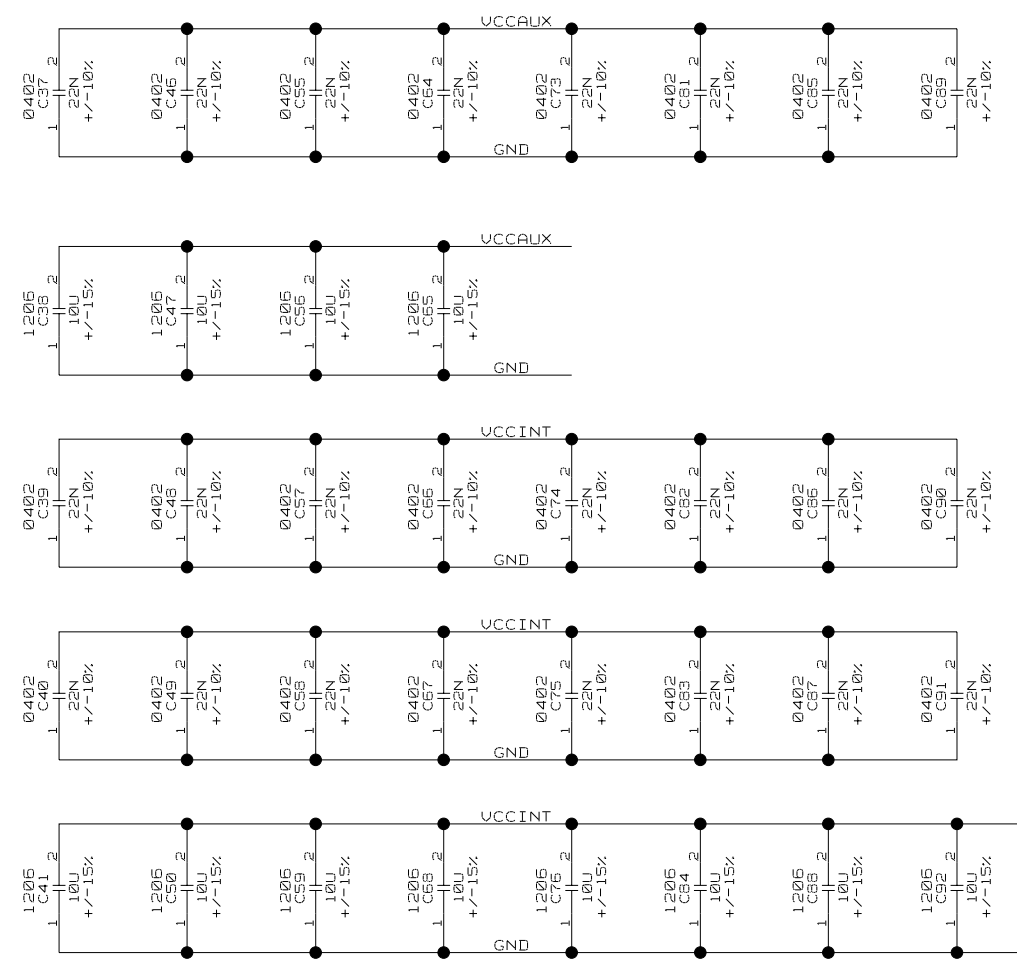 VCCAUX
0402 C37 1 2 22N +/-10%
0402 C46 1 2 22N +/-10%
0402 C55 1 2 22N +/-10%
0402 C64 1 2 22N +/-10%
0402 C73 1 2 22N +/-10%
0402 C81 1 2 22N +/-10%
0402 C85 1 2 22N +/-10%
0402 C89 1 2 22N +/-10%
GND
VCCAUX
1206 C38 1 2 10U +/-15%
1206 C47 1 2 10U +/-15%
1206 C56 1 2 10U +/-15%
1206 C65 1 2 10U +/-15%
GND
VCCINT
0402 C39 1 2 22N +/-10%
0402 C48 1 2 22N +/-10%
0402 C57 1 2 22N +/-10%
0402 C66 1 2 22N +/-10%
0402 C74 1 2 22N +/-10%
0402 C82 1 2 22N +/-10%
0402 C86 1 2 22N +/-10%
0402 C90 1 2 22N +/-10%
GND
VCCINT
0402 C40 1 2 22N +/-10%
0402 C49 1 2 22N +/-10%
0402 C58 1 2 22N +/-10%
0402 C67 1 2 22N +/-10%
0402 C75 1 2 22N +/-10%
0402 C83 1 2 22N +/-10%
0402 C87 1 2 22N +/-10%
0402 C91 1 2 22N +/-10%
GND
VCCINT
1206 C41 1 2 10U +/-15%
1206 C50 1 2 10U +/-15%
1206 C59 1 2 10U +/-15%
1206 C68 1 2 10U +/-15%
1206 C76 1 2 10U +/-15%
1206 C84 1 2 10U +/-15%
1206 C88 1 2 10U +/-15%
1206 C92 1 2 10U +/-15%
GND